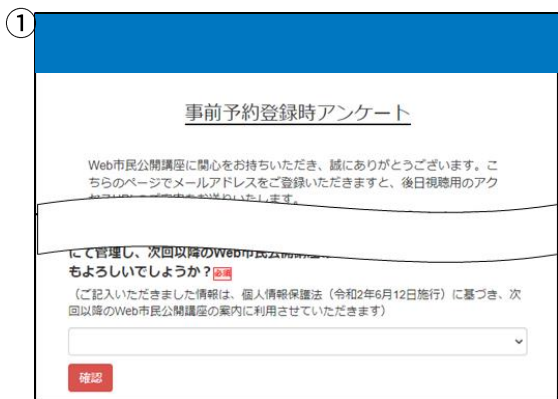 ①
事前予約登録時アンケート
Web市民公開講座に関心をお持ちいただき、誠にありがとうございます。こ
ちらのページでメールアドレスをご登録いただきますと、後日視聴用のアク
にて管理し、次回以降のWeb市民公開講座
もよろしいでしょうか？必須
（ご記入いただきました情報は、個人情報保護法（令和2年6月12日施行）に基づき、次
回以降のWeb市民公開講座の案内に利用させていただきます）
確認